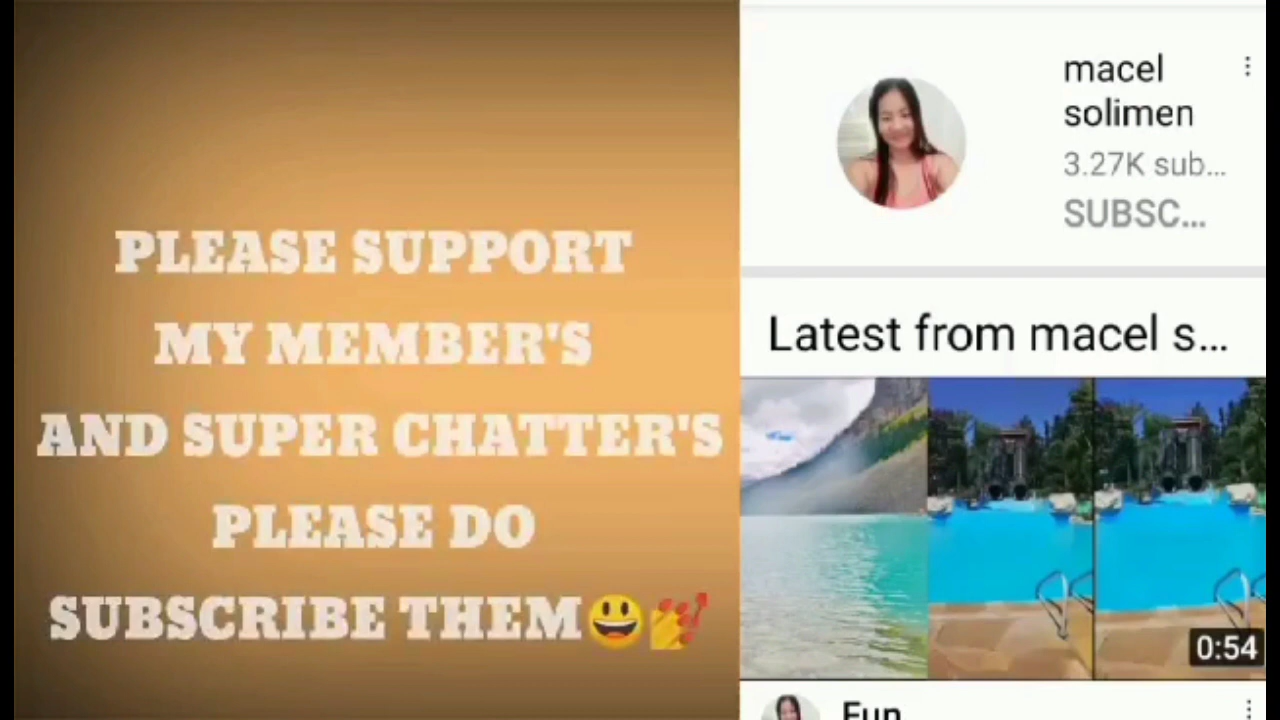 PLEASE SUPPORT
MY MEMBER'S
AND SUPER CHATTER'S
PLEASE DO
SUBSCRIBE THEM😃💅
macel
solimen
3.27K sub...
SUBSC...
Latest from macel s...
0:54
Fun